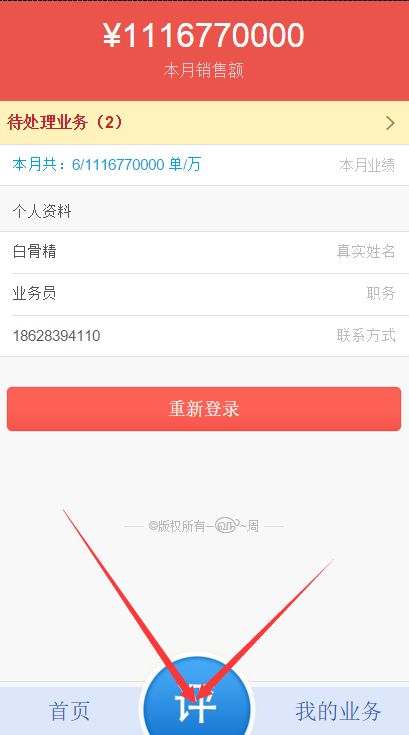 ¥1116770000
本月销售额
待处理业务（2）
本月共：6/1116770000 单/万 本月业绩
个人资料
白骨精 真实姓名
业务员 职务
18628394110 联系方式
重新登录
©版权所有~ ~周
首页 评 我的业务